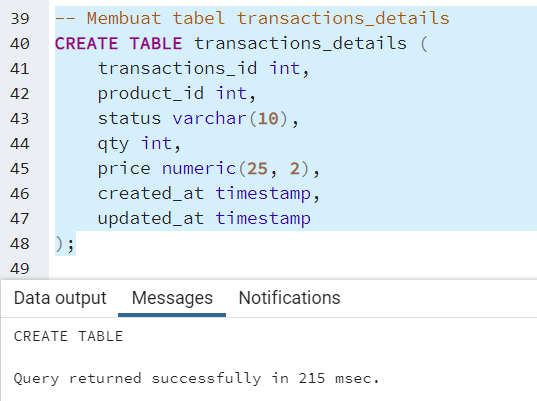 39 -- Membuat tabel transactions_details
40 CREATE TABLE transactions_details (
41 transactions_id int,
42 product_id int,
43 status varchar(10),
44 qty int,
45 price numeric(25, 2),
46 created_at timestamp,
47 updated_at timestamp
48 );
49
Data output Messages Notifications
CREATE TABLE
Query returned successfully in 215 msec.